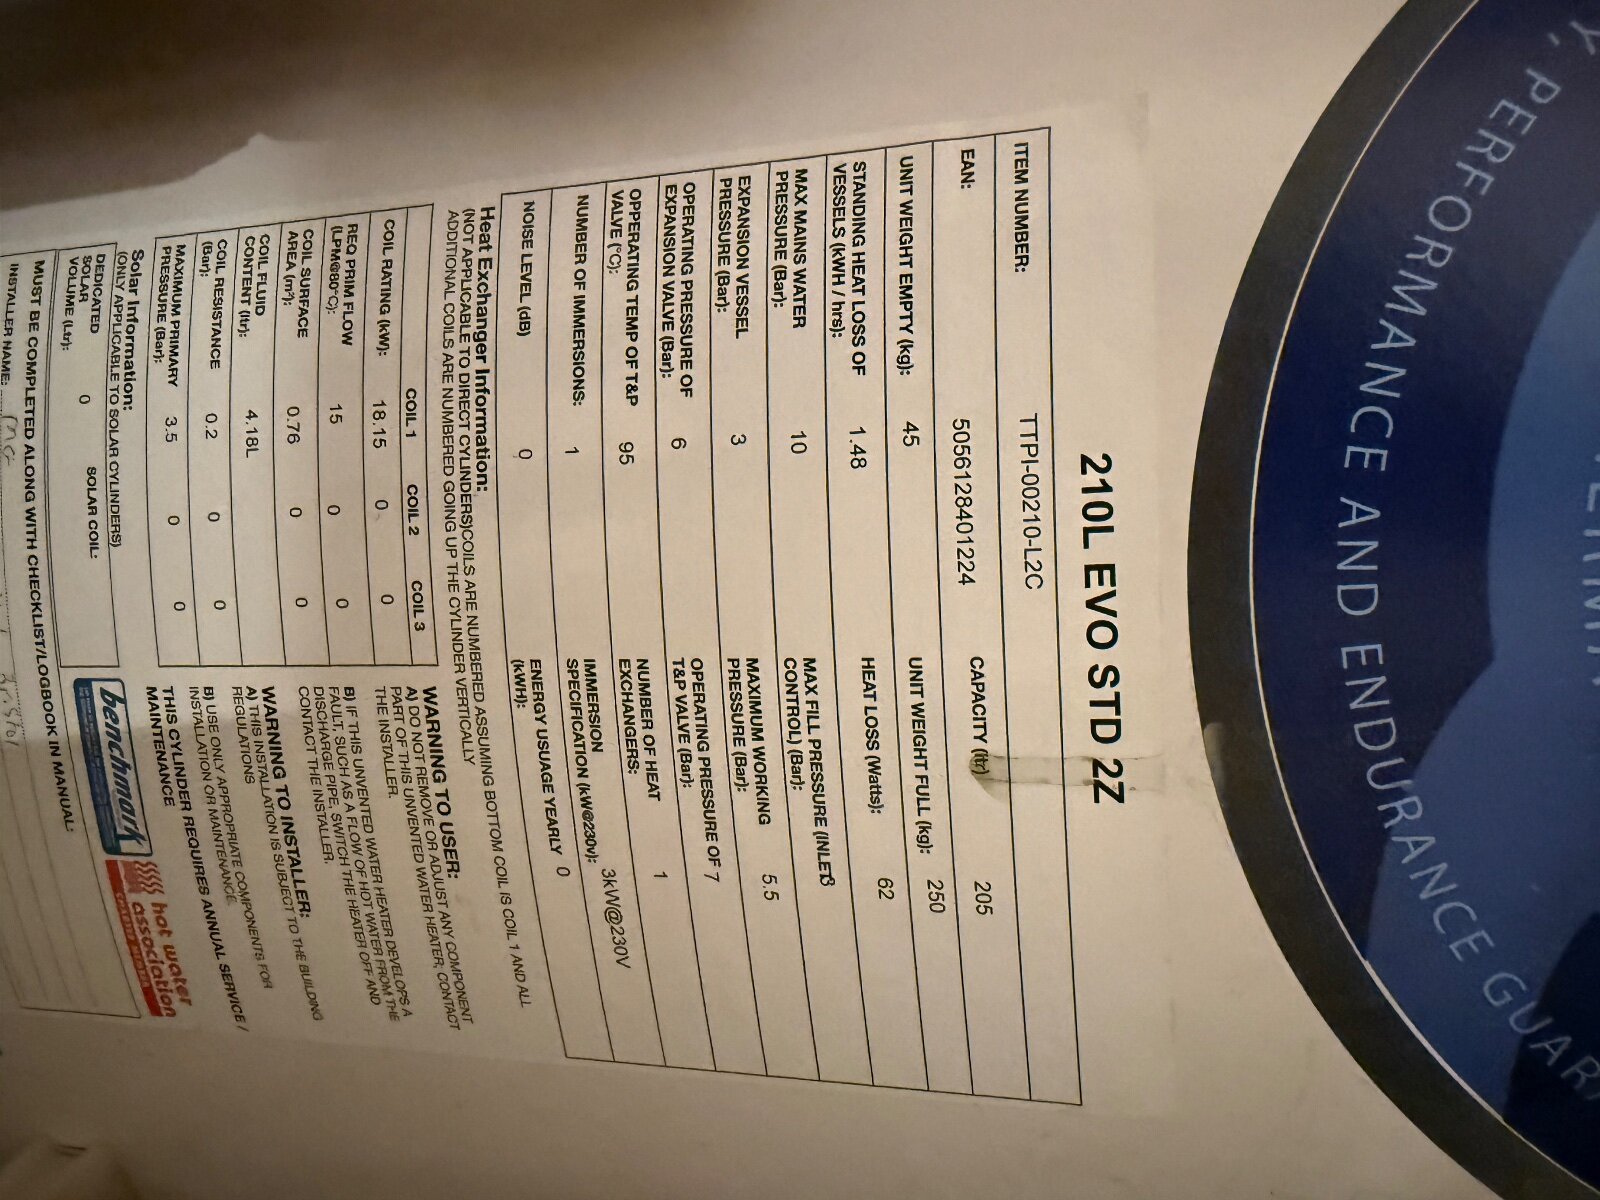 PERFORMANCE AND ENDURANCE
210L EVO STD 2Z
ITEM NUMBER: TTPI-00210-L2C
EAN: 5056128401224 CAPACITY (ltr) 205
UNIT WEIGHT EMPTY (kg): 45 UNIT WEIGHT FULL (kg): 250
STANDING HEAT LOSS OF VESSELS (kWH / hrs): 1.48 HEAT LOSS (Watts): 62
MAX MAINS WATER PRESSURE (Bar): 10 MAX FILL PRESSURE (INLET CONTROL) (Bar): 3
EXPANSION VESSEL PRESSURE (Bar): 3 MAXIMUM WORKING PRESSURE (Bar): 5.5
OPERATING PRESSURE OF EXPANSION VALVE (Bar): 6 OPERATING PRESSURE OF T&P VALVE (Bar): 7
OPPERATING TEMP OF T&P VALVE (°C): 95 NUMBER OF HEAT EXCHANGERS: 1
NUMBER OF IMMERSIONS: 1 IMMERSION SPECIFICATION (kW@230v): 3kW@230V
NOISE LEVEL (dB) 0 ENERGY USUAGE YEARLY (kWH): 0
Heat Exchanger Information:
(NOT APPLICABLE TO DIRECT CYLINDERS)COILS ARE NUMBERED ASSUMING BOTTOM COIL IS COIL 1 AND ALL
ADDITIONAL COILS ARE NUMBERED GOING UP THE CYLINDER VERTICALLY
COIL 1 COIL 2 COIL 3
COIL RATING (kW): 18.15 0 0
REQ PRIM FLOW (LPM@80°C): 15 0 0
COIL SURFACE AREA (m²): 0.76 0 0
COIL FLUID CONTENT (ltr): 4.18L
COIL RESISTANCE (Bar): 0.2 0 0
MAXIMUM PRIMARY PRESSURE (Bar): 3.5 0 0
WARNING TO USER:
A) DO NOT REMOVE OR ADJUST ANY COMPONENT
PART OF THIS UNVENTED WATER HEATER, CONTACT
THE INSTALLER.
B) IF THIS UNVENTED WATER HEATER DEVELOPS A
FAULT, SUCH AS A FLOW OF HOT WATER FROM THE
DISCHARGE PIPE, SWITCH THE HEATER OFF AND
CONTACT THE INSTALLER.
WARNING TO INSTALLER:
A) THIS INSTALLATION IS SUBJECT TO THE BUILDING
REGULATIONS
B) USE ONLY APPROPRIATE COMPONENTS FOR
INSTALLATION OR MAINTENANCE
THIS CYLINDER REQUIRES ANNUAL SERVICE /
MAINTENANCE
Solar Information:
(ONLY APPLICABLE TO SOLAR CYLINDERS)
DEDICATED SOLAR VOLUME (Ltr): 0 SOLAR COIL:
benchmark
hot water
association
MUST BE COMPLETED ALONG WITH CHECKLIST/LOGBOOK IN MANUAL:
INSTALLER NAME: